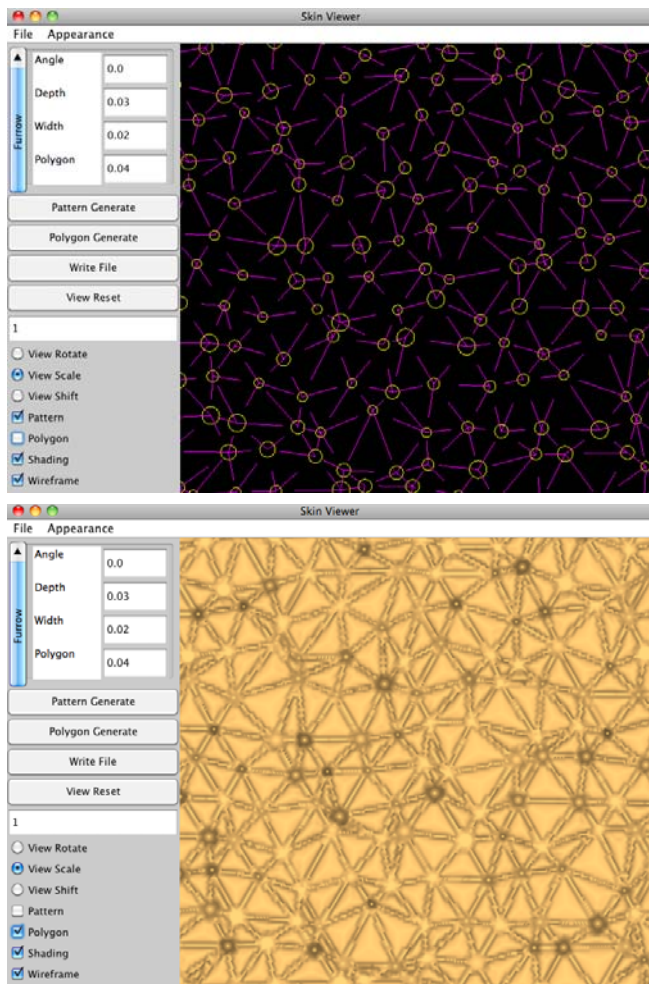 Skin Viewer
File Appearance
Furrow
Angle 0.0
Depth 0.03
Width 0.02
Polygon 0.04
Pattern Generate
Polygon Generate
Write File
View Reset
1
View Rotate
View Scale
View Shift
Pattern
Polygon
Shading
Wireframe
Skin Viewer
File Appearance
Furrow
Angle 0.0
Depth 0.03
Width 0.02
Polygon 0.04
Pattern Generate
Polygon Generate
Write File
View Reset
1
View Rotate
View Scale
View Shift
Pattern
Polygon
Shading
Wireframe